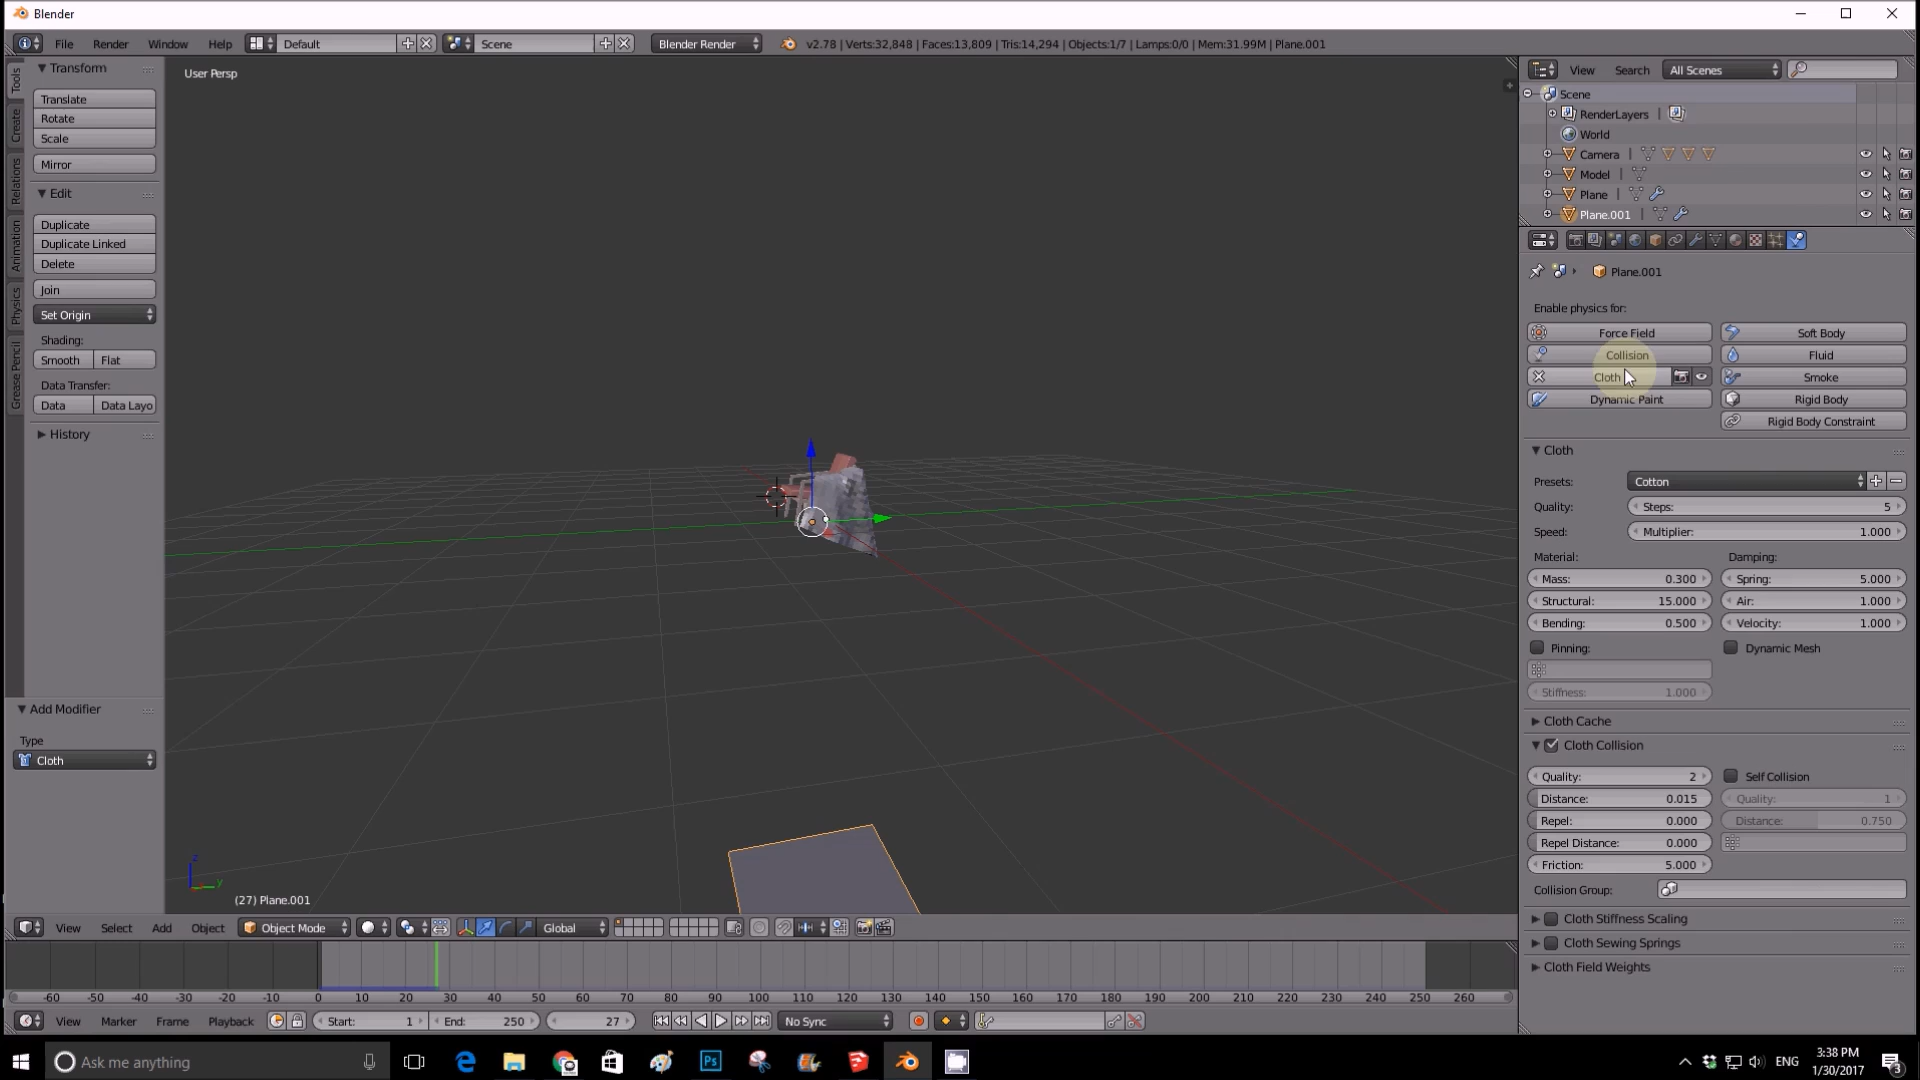 Blender
File Render Window Help Default Scene Blender Render v2.78 | Verts:32,848 | Faces:13,809 | Tris:14,294 | Objects:1/7 | Lamps:0/0 | Mem:31.99M | Plane.001
Tools
Create
Relations
Animation
Physics
Grease Pencil
Transform
Translate
Rotate
Scale
Mirror
Edit
Duplicate
Duplicate Linked
Delete
Join
Set Origin
Shading:
Smooth Flat
Data Transfer:
Data Data Layo
History
Add Modifier
Type
Cloth
User Persp
z
y
(27) Plane.001
View Select Add Object Object Mode Global
-60 -50 -40 -30 -20 -10 0 10 20 30 40 50 60 70 80 90 100 110 120 130 140 150 160 170 180 190 200 210 220 230 240 250 260
View Marker Frame Playback Start: 1 End: 250 27 No Sync
View Search All Scenes
Scene
RenderLayers |
World
Camera |
Model |
Plane |
Plane.001 |
Plane.001
Enable physics for:
Force Field Soft Body
Collision Fluid
Cloth Smoke
Dynamic Paint Rigid Body
Rigid Body Constraint
Cloth
Presets: Cotton
Quality: Steps: 5
Speed: Multiplier: 1.000
Material: Damping:
Mass: 0.300 Spring: 5.000
Structural: 15.000 Air: 1.000
Bending: 0.500 Velocity: 1.000
Pinning: Dynamic Mesh
Stiffness: 1.000
Cloth Cache
Cloth Collision
Quality: 2 Self Collision
Distance: 0.015 Quality: 1
Repel: 0.000 Distance: 0.750
Repel Distance: 0.000
Friction: 5.000
Collision Group:
Cloth Stiffness Scaling
Cloth Sewing Springs
Cloth Field Weights
Ask me anything
Ps
ENG
3:38 PM
1/30/2017
3